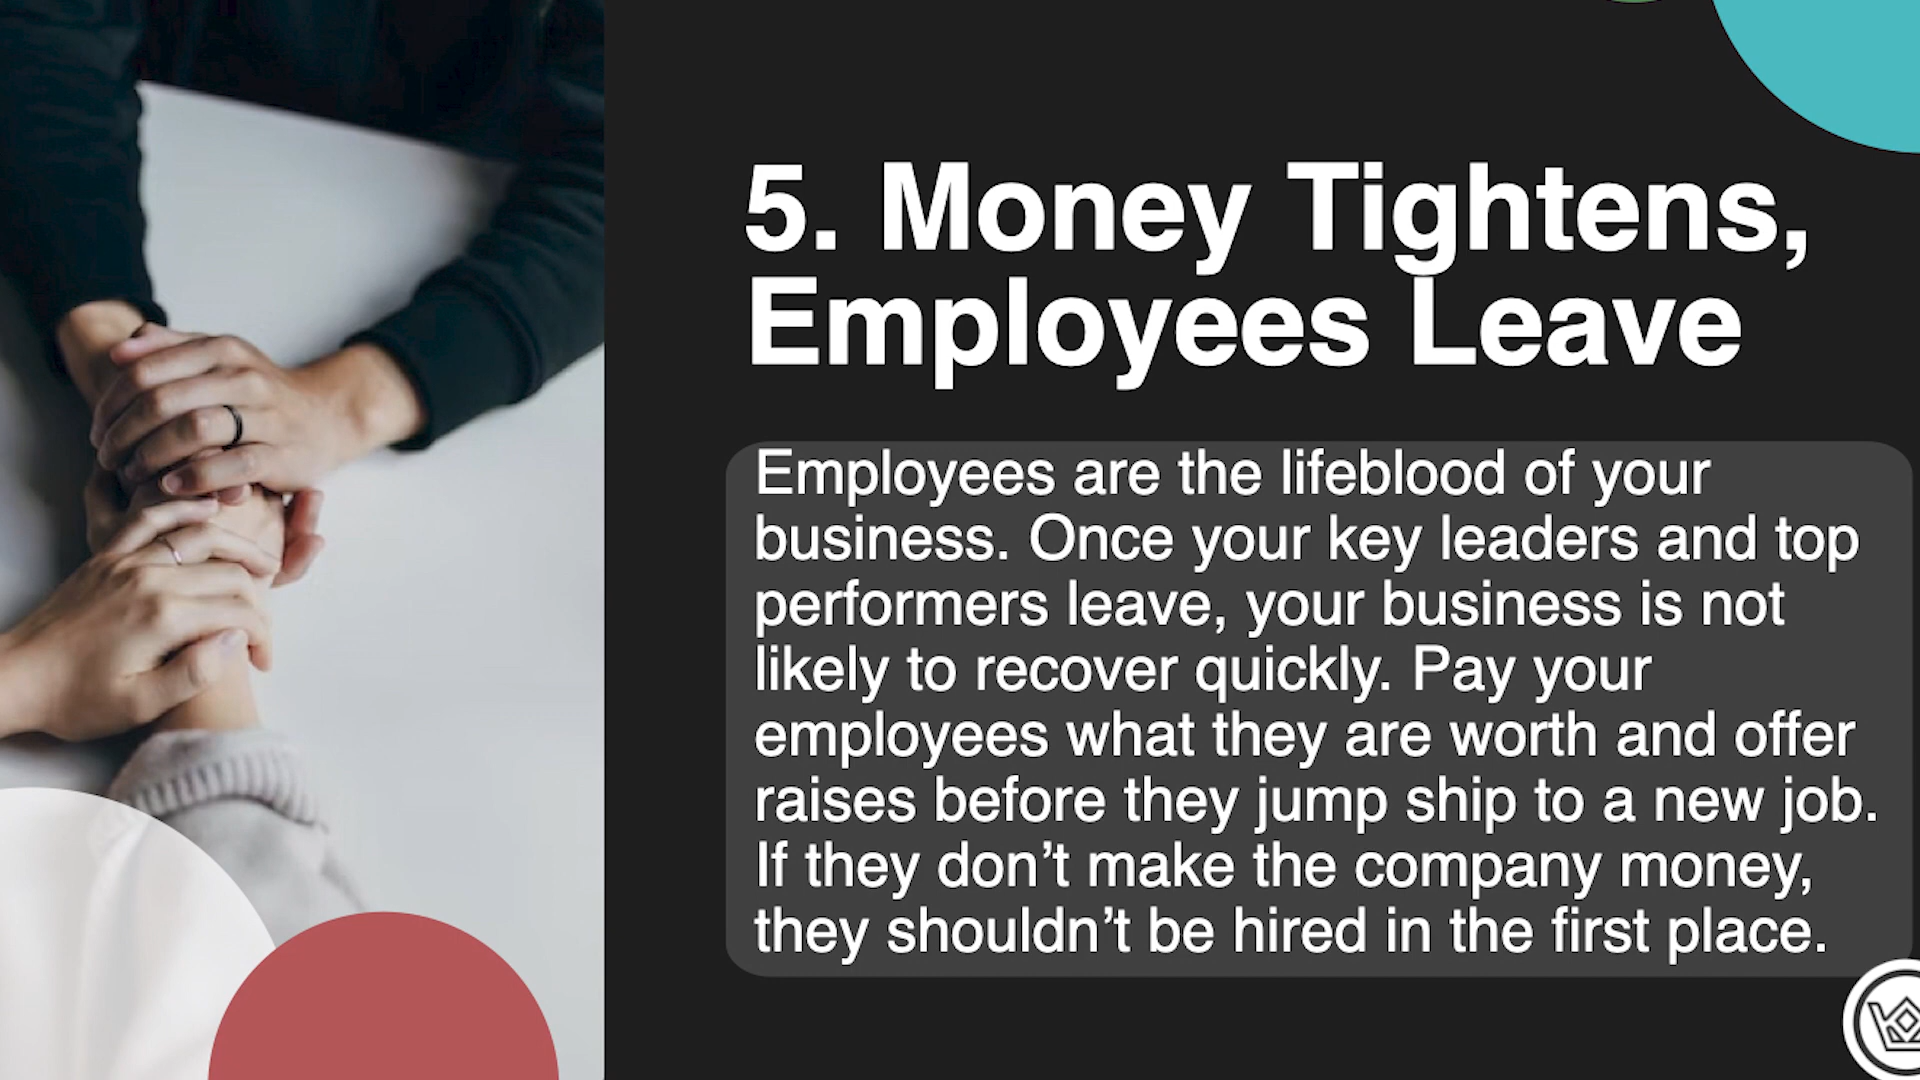 5. Money Tightens,
Employees Leave
Employees are the lifeblood of your
business. Once your key leaders and top
performers leave, your business is not
likely to recover quickly. Pay your
employees what they are worth and offer
raises before they jump ship to a new job.
If they don’t make the company money,
they shouldn’t be hired in the first place.